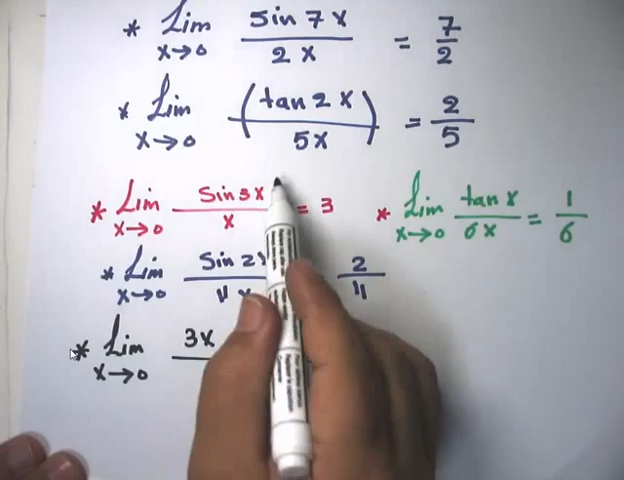 * Lim x→0 sin 7x / 2x = 7/2
* Lim x→0 (tan 2x / 5x) = 2/5
* Lim x→0 Sin 3x / x = 3
* Lim x→0 tan x / 6x = 1/6
* Lim x→0 Sin 2x / 11x = 2/11
* Lim x→0 3x